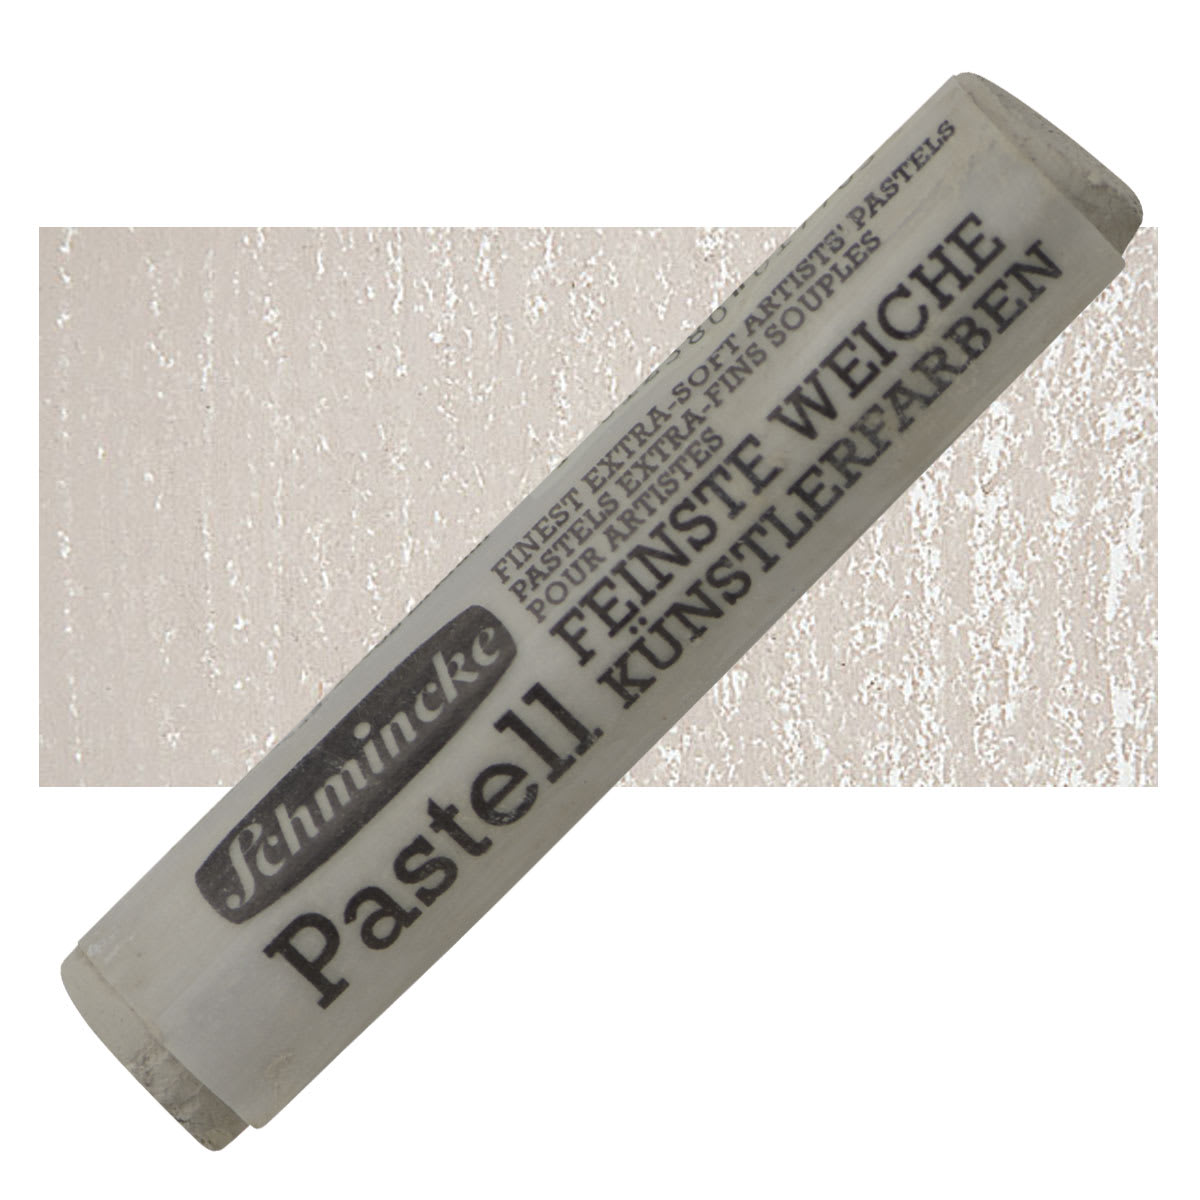 FINEST EXTRA-SOFT ARTISTS' PASTELS
PASTELS EXTRA-FINS SOUPLES
POUR ARTISTES
FEINSTE WEICHE
KÜNSTLERFARBEN
Schmincke
Pastell